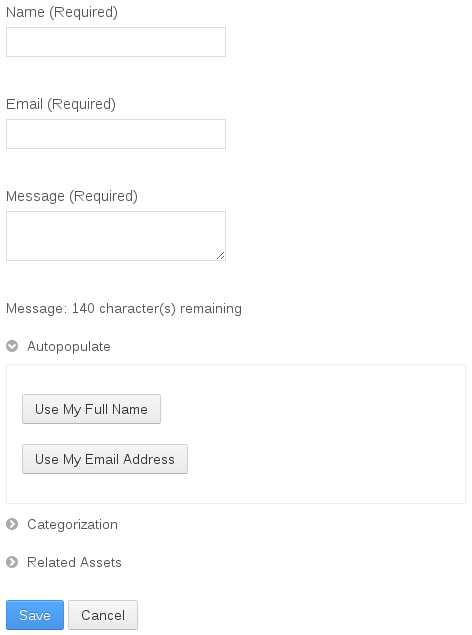 Name (Required)
Email (Required)
Message (Required)
Message: 140 character(s) remaining
Autopopulate
Use My Full Name
Use My Email Address
Categorization
Related Assets
Save Cancel